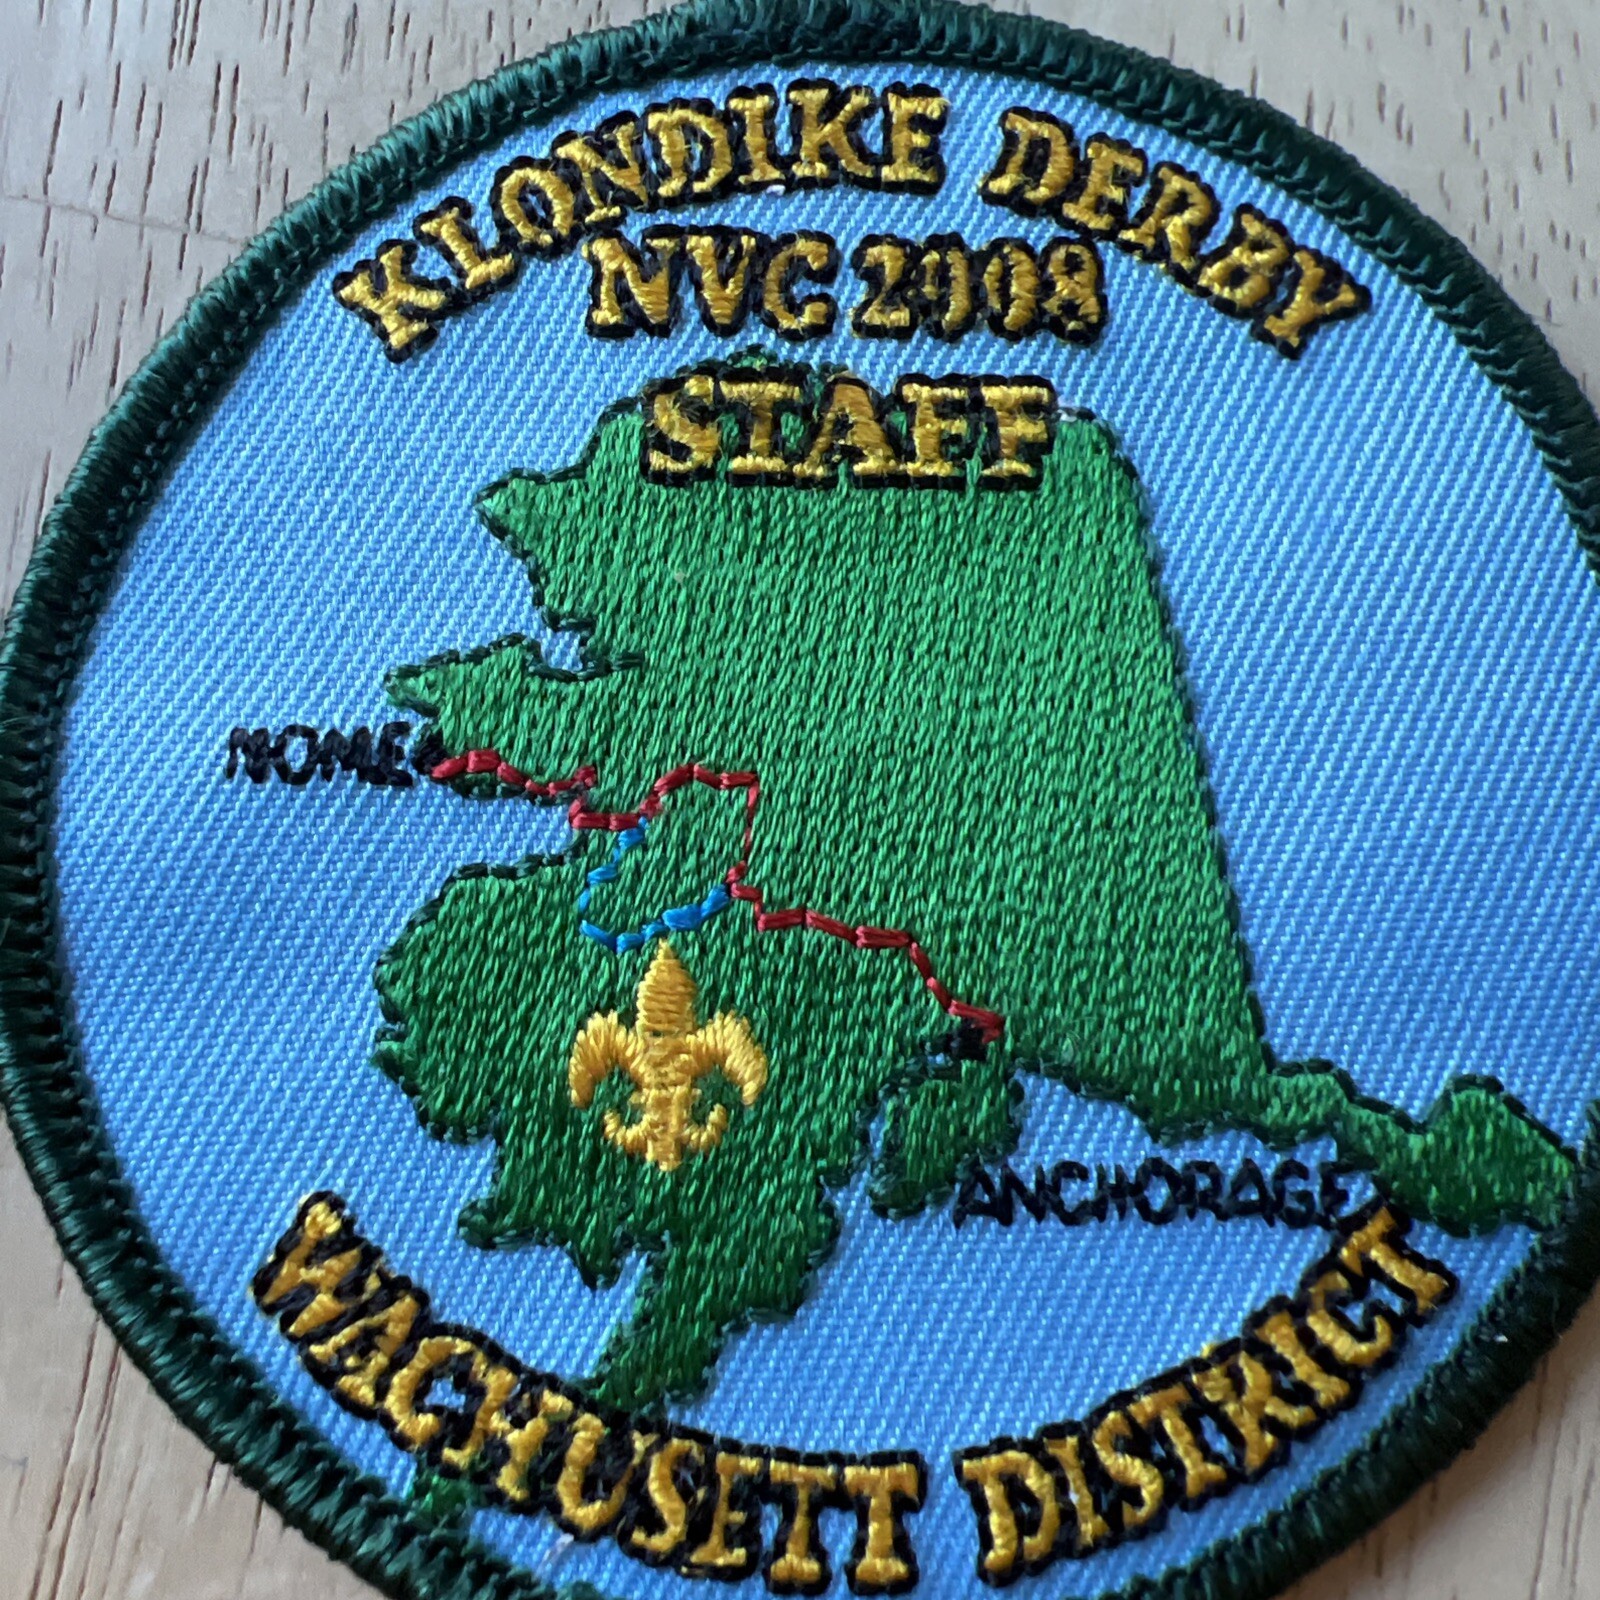 KLONDIKE DERBY
NVC 2008
STAFF
NOME
ANCHORAGE
WACHUSETT DISTRICT